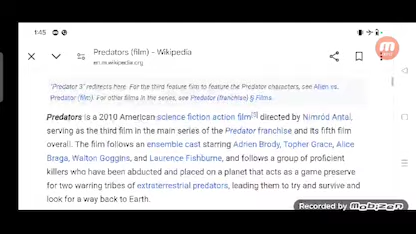 1:45
Predators (film) - Wikipedia
en.m.wikipedia.org
"Predator 3" redirects here. For the third feature film to feature the Predator characters, see Alien vs.
Predator (film). For other films in the series, see Predator (franchise) § Films.
Predators is a 2010 American science fiction action film[5] directed by Nimród Antal,
serving as the third film in the main series of the Predator franchise and its fifth film
overall. The film follows an ensemble cast starring Adrien Brody, Topher Grace, Alice
Braga, Walton Goggins, and Laurence Fishburne, and follows a group of proficient
killers who have been abducted and placed on a planet that acts as a game preserve
for two warring tribes of extraterrestrial predators, leading them to try and survive and
look for a way back to Earth.
Recorded by mobizen